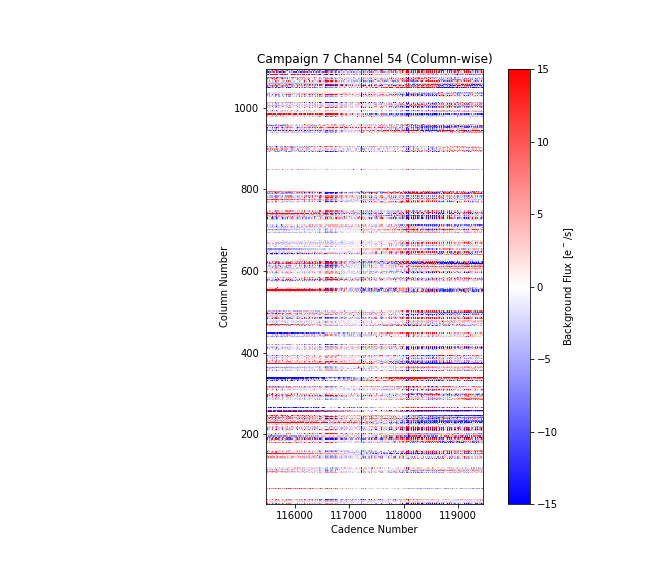 Campaign 7 Channel 54 (Column-wise)
1000
800
600
400
200
Column Number
116000 117000 118000 119000
Cadence Number
15
10
5
0
−5
−10
−15
Background Flux [e⁻/s]